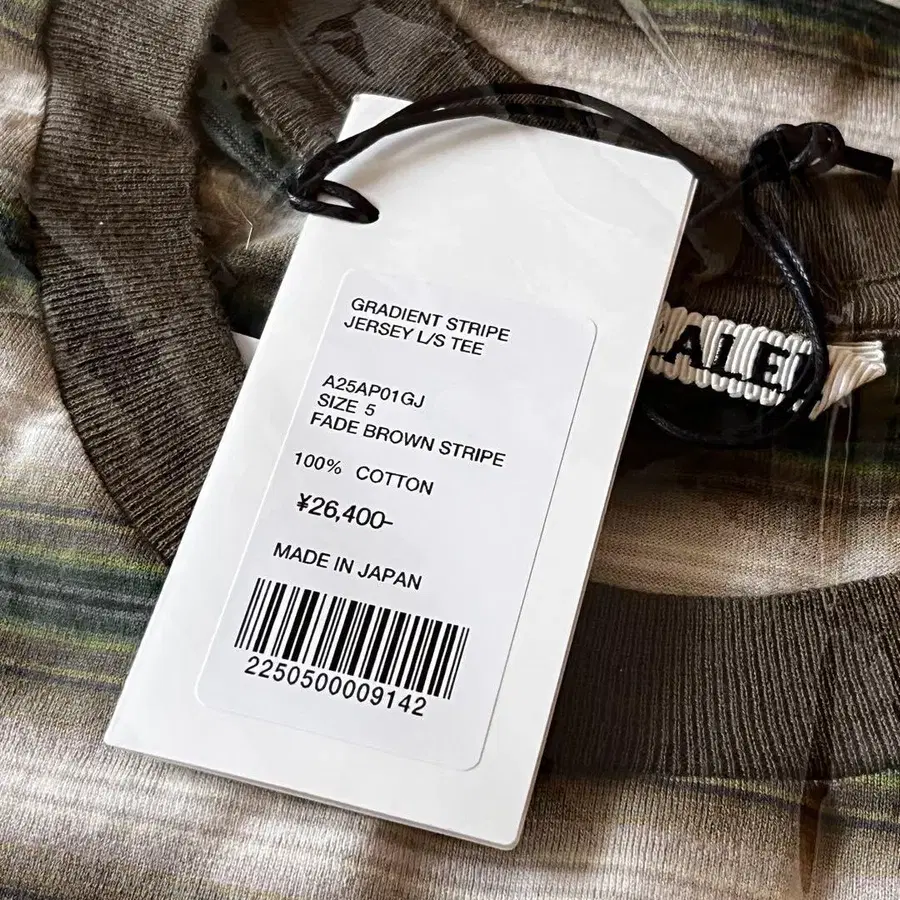 GRADIENT STRIPE
JERSEY L/S TEE
A25AP01GJ
SIZE 5
FADE BROWN STRIPE
100% COTTON
¥26,400-
MADE IN JAPAN
2250500009142